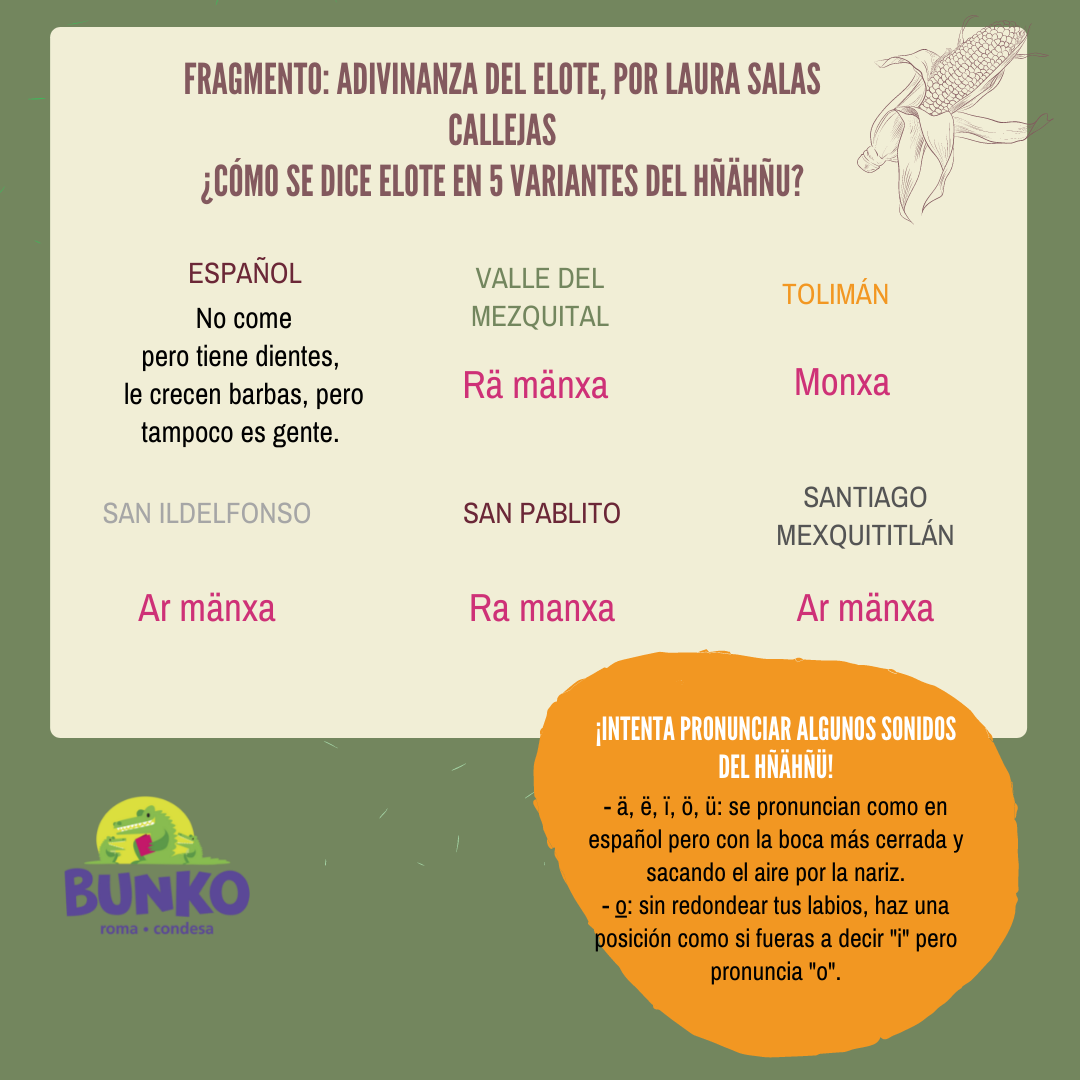 FRAGMENTO: ADIVINANZA DEL ELOTE, POR LAURA SALAS
CALLEJAS
¿CÓMO SE DICE ELOTE EN 5 VARIANTES DEL HÑÄHÑU?
ESPAÑOL
No come
pero tiene dientes,
le crecen barbas, pero
tampoco es gente.
VALLE DEL
MEZQUITAL
Rä mänxa
TOLIMÁN
Monxa
SAN ILDELFONSO
Ar mänxa
SAN PABLITO
Ra manxa
SANTIAGO
MEXQUITITLÁN
Ar mänxa
¡INTENTA PRONUNCIAR ALGUNOS SONIDOS
DEL HÑÄHÑÜ!
- ä, ë, ï, ö, ü: se pronuncian como en
español pero con la boca más cerrada y
sacando el aire por la nariz.
- o̲: sin redondear tus labios, haz una
posición como si fueras a decir "i" pero
pronuncia "o".
BUNKO
roma • condesa